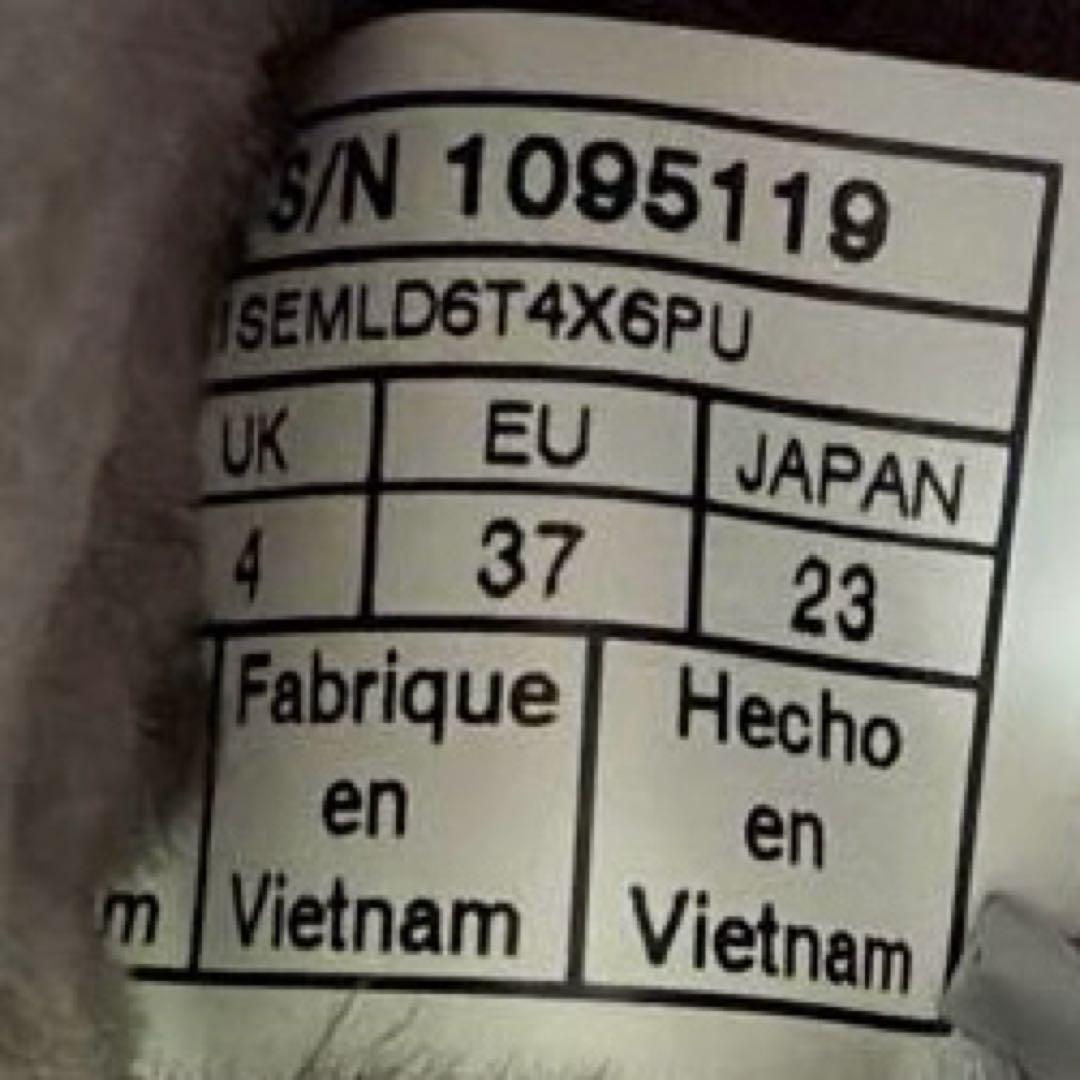 S/N 1095119
SEMLD6T4X6PU
UK EU JAPAN
4 37 23
Fabrique
en
Vietnam
Hecho
en
Vietnam